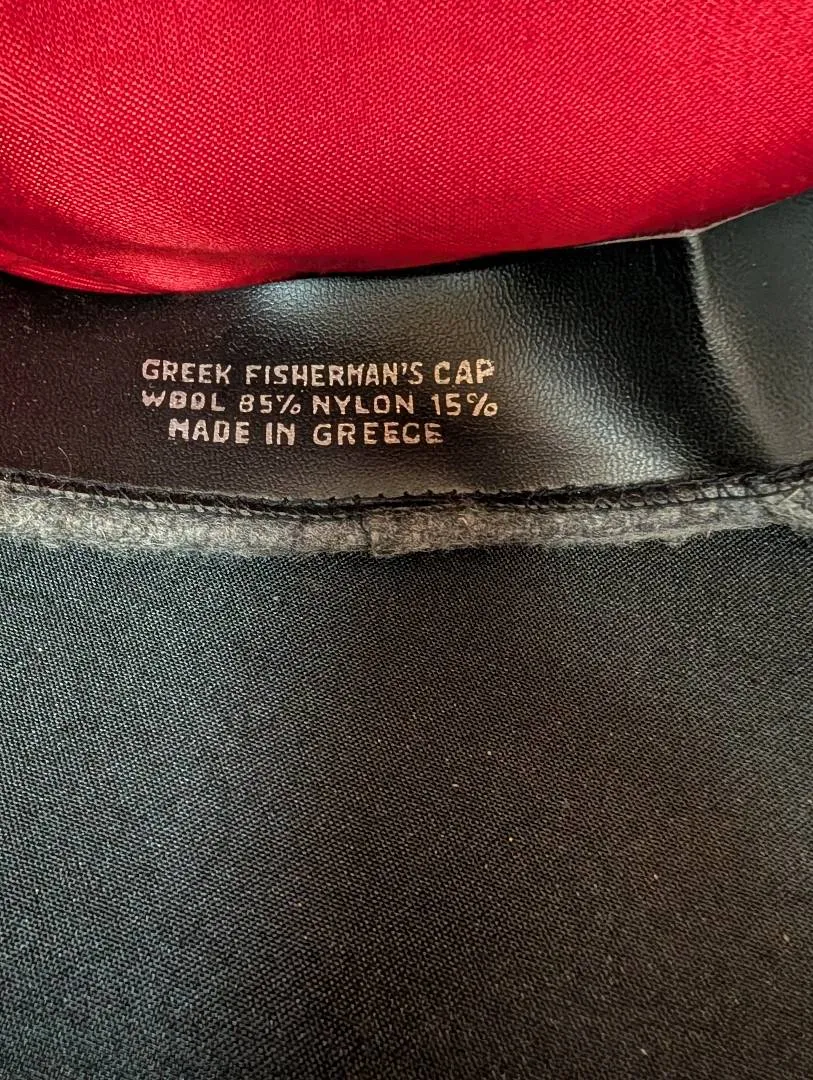 GREEK FISHERMAN'S CAP
WOOL 85% NYLON 15%
MADE IN GREECE